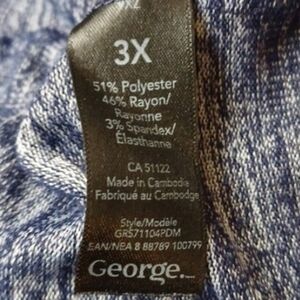 3X
51% Polyester
46% Rayon/
Rayonne
3% Spandex/
Élasthanne
CA 51122
Made in Cambodia
Fabriqué au Cambodge
Style/Modèle
GRS71104PDM
EAN/NEA 8 88789 100799
George.